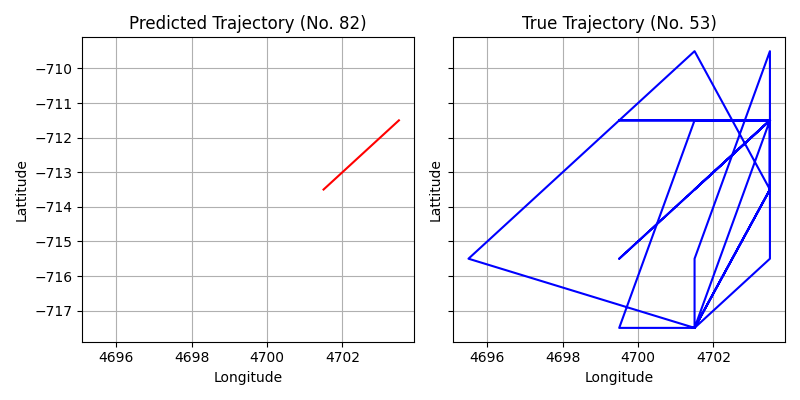 Predicted Trajectory (No. 82)
Lattitude
−710
−711
−712
−713
−714
−715
−716
−717
4696 4698 4700 4702
Longitude
True Trajectory (No. 53)
Lattitude
4696 4698 4700 4702
Longitude